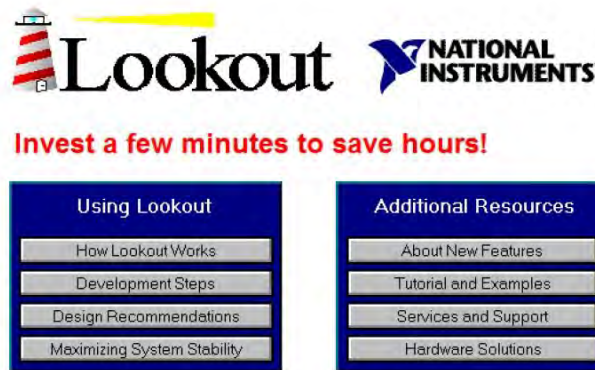 Lookout
NATIONAL
INSTRUMENTS
Invest a few minutes to save hours!
Using Lookout
How Lookout Works
Development Steps
Design Recommendations
Maximizing System Stability
Additional Resources
About New Features
Tutorial and Examples
Services and Support
Hardware Solutions